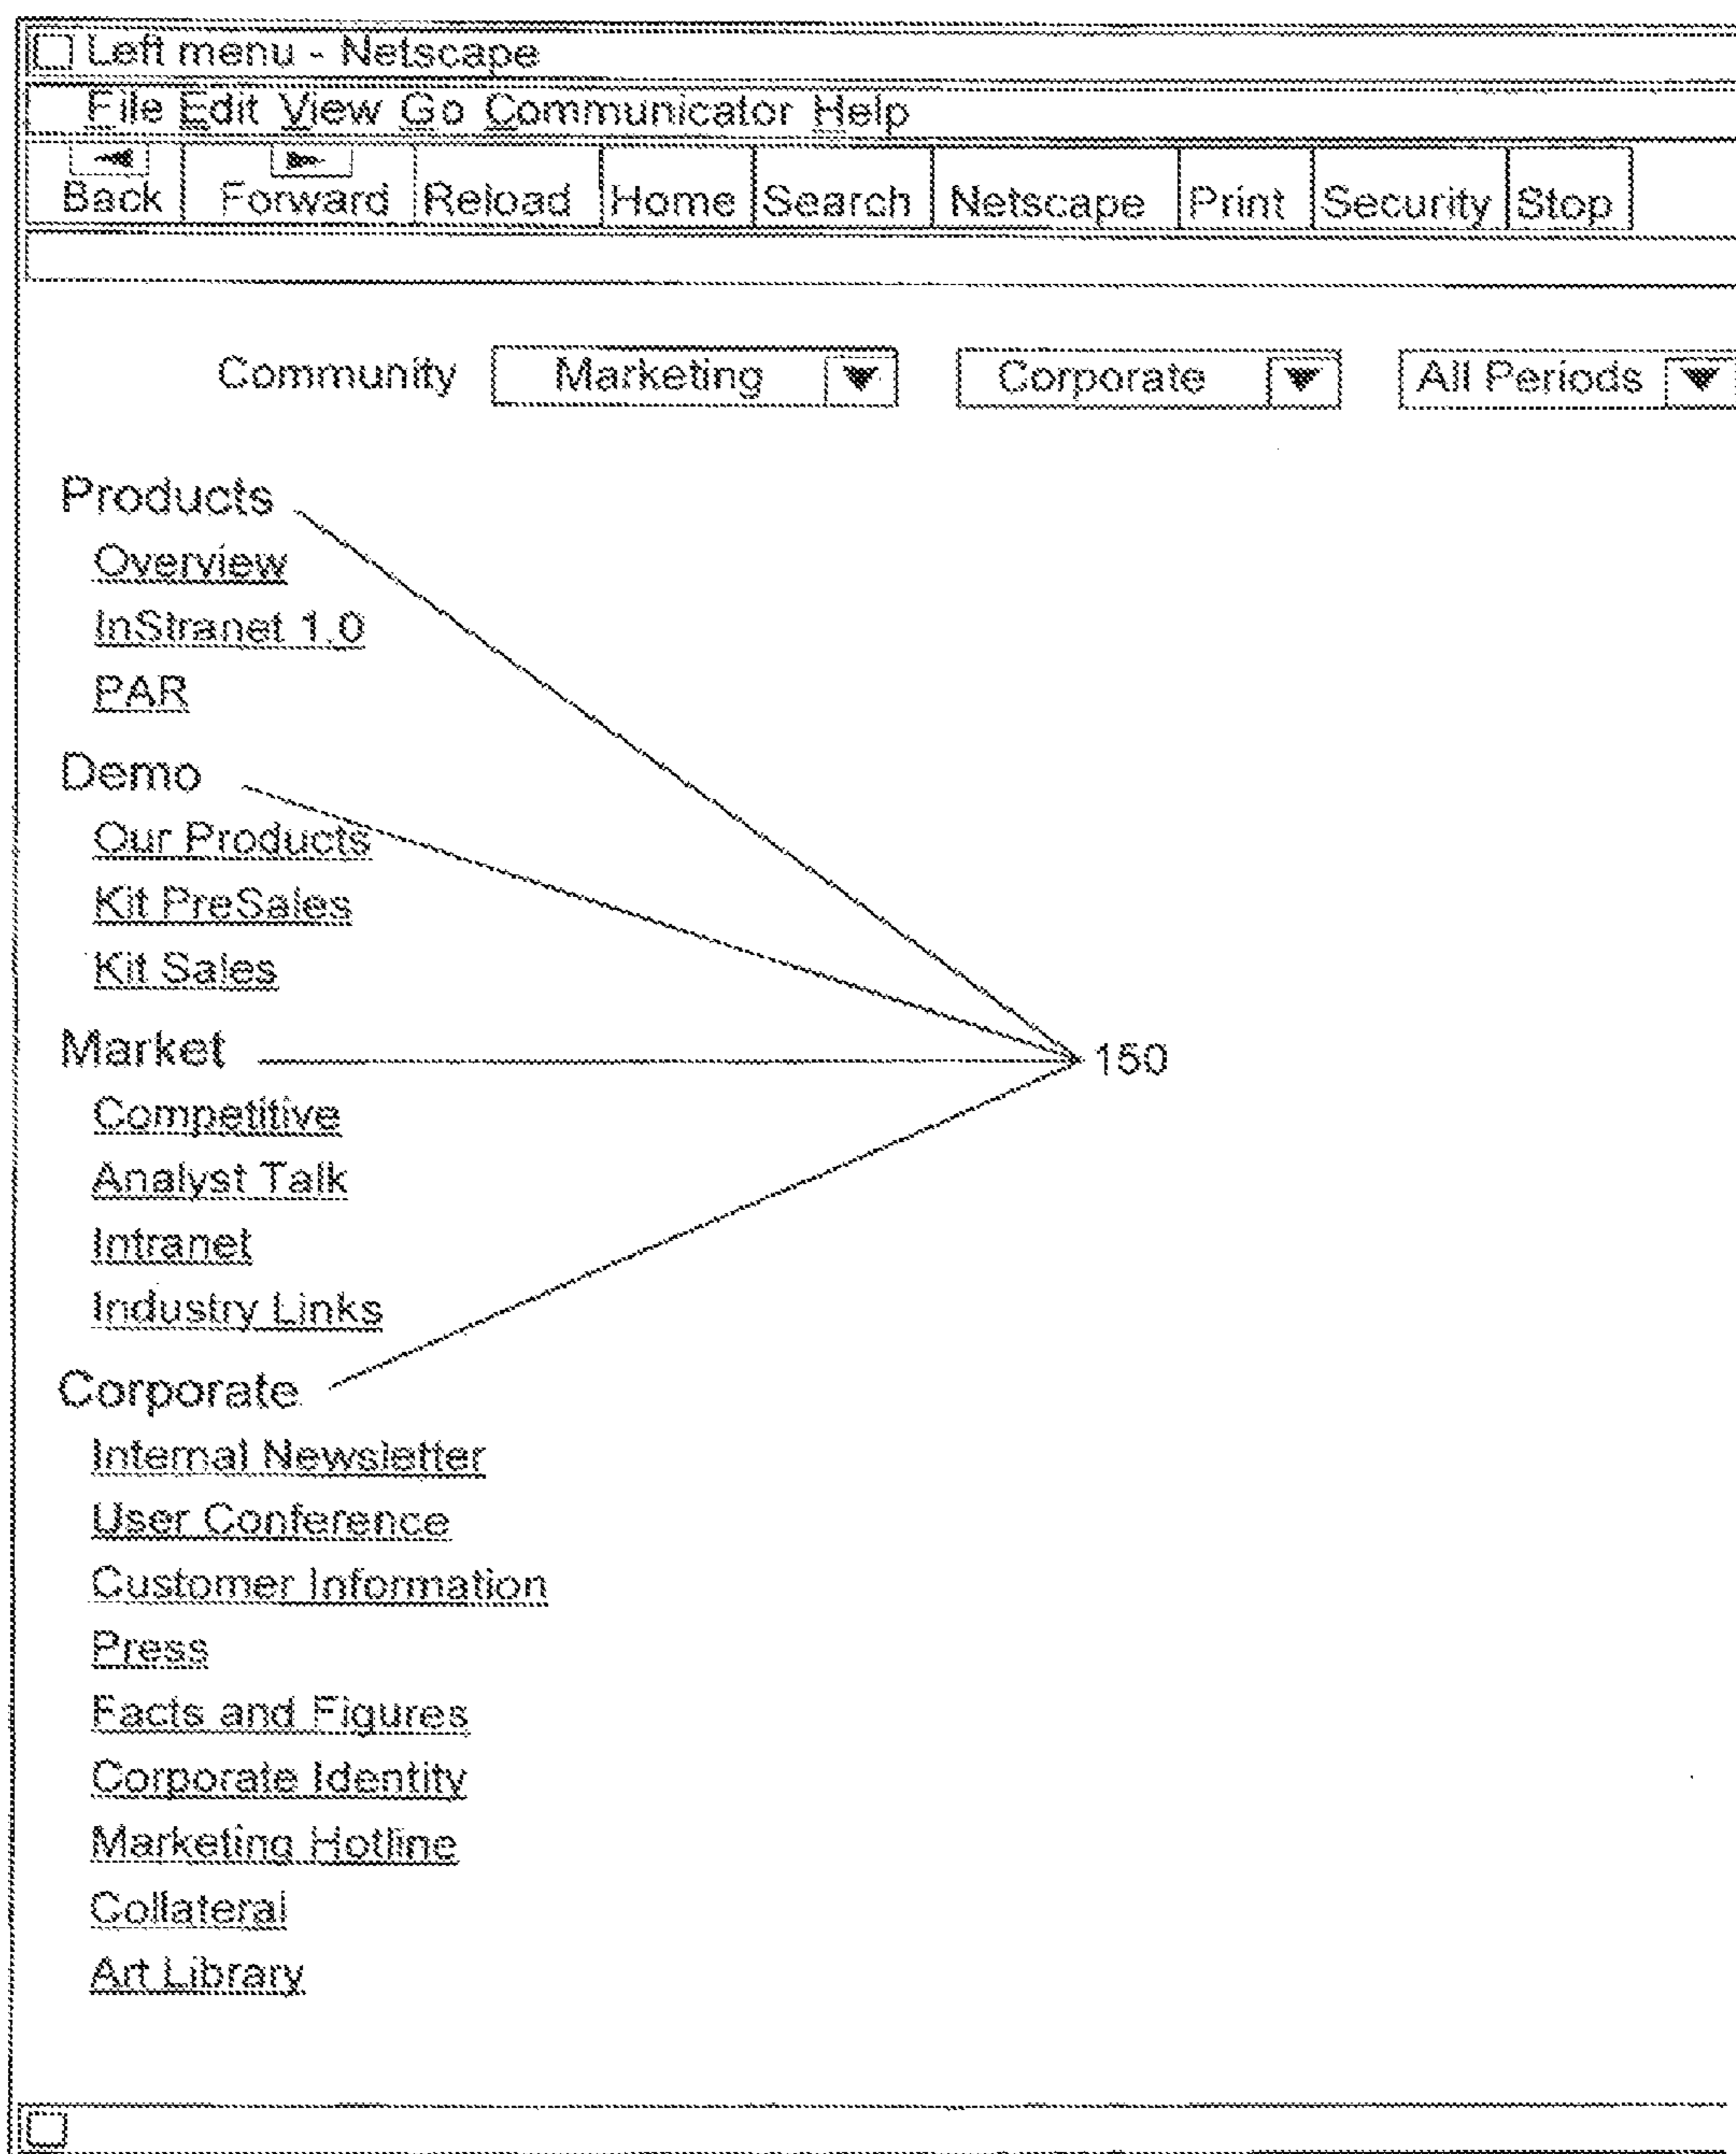 Left menu - Netscape
File Edit View Go Communicator Help
Back Forward Reload Home Search Netscape Print Security Stop
Community Marketing Corporate All Periods
Products
Overview
InStranet 1.0
PAR
Demo
Our Products
Kit PreSales
Kit Sales
Market
150
Competitive
Analyst Talk
Intranet
Industry Links
Corporate
Internal Newsletter
User Conference
Customer Information
Press
Facts and Figures
Corporate Identity
Marketing Hotline
Collateral
Art Library